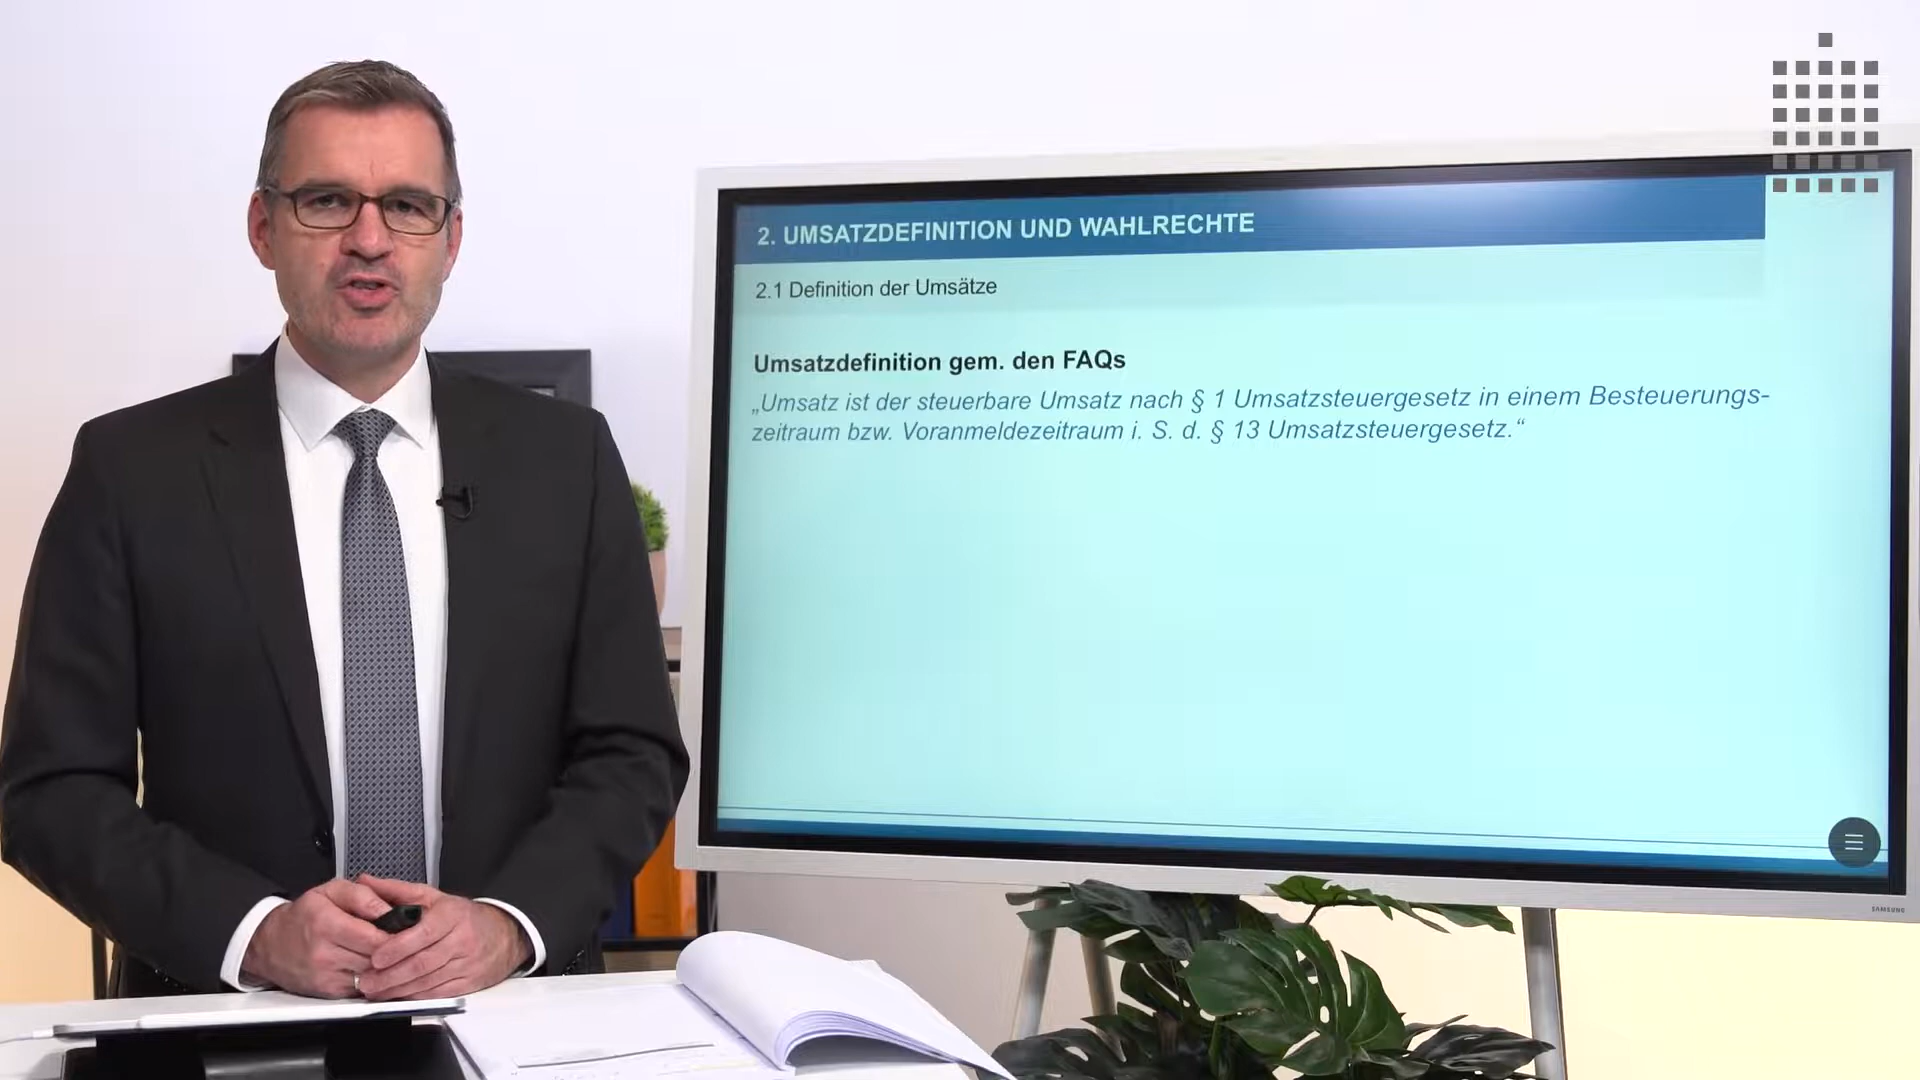 2. UMSATZDEFINITION UND WAHLRECHTE
2.1 Definition der Umsätze
Umsatzdefinition gem. den FAQs
„Umsatz ist der steuerbare Umsatz nach § 1 Umsatzsteuergesetz in einem Besteuerungs-
zeitraum bzw. Voranmeldezeitraum i. S. d. § 13 Umsatzsteuergesetz.“
SAMSUNG